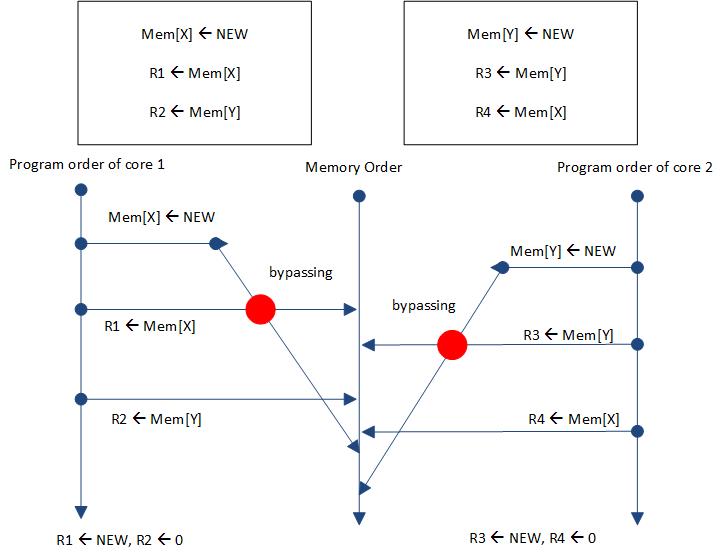 Mem[X] ← NEW
R1 ← Mem[X]
R2 ← Mem[Y]
Mem[Y] ← NEW
R3 ← Mem[Y]
R4 ← Mem[X]
Program order of core 1
Memory Order
Program order of core 2
Mem[X] ← NEW
Mem[Y] ← NEW
bypassing
bypassing
R1 ← Mem[X]
R3 ← Mem[Y]
R2 ← Mem[Y]
R4 ← Mem[X]
R1 ← NEW, R2 ← 0
R3 ← NEW, R4 ← 0